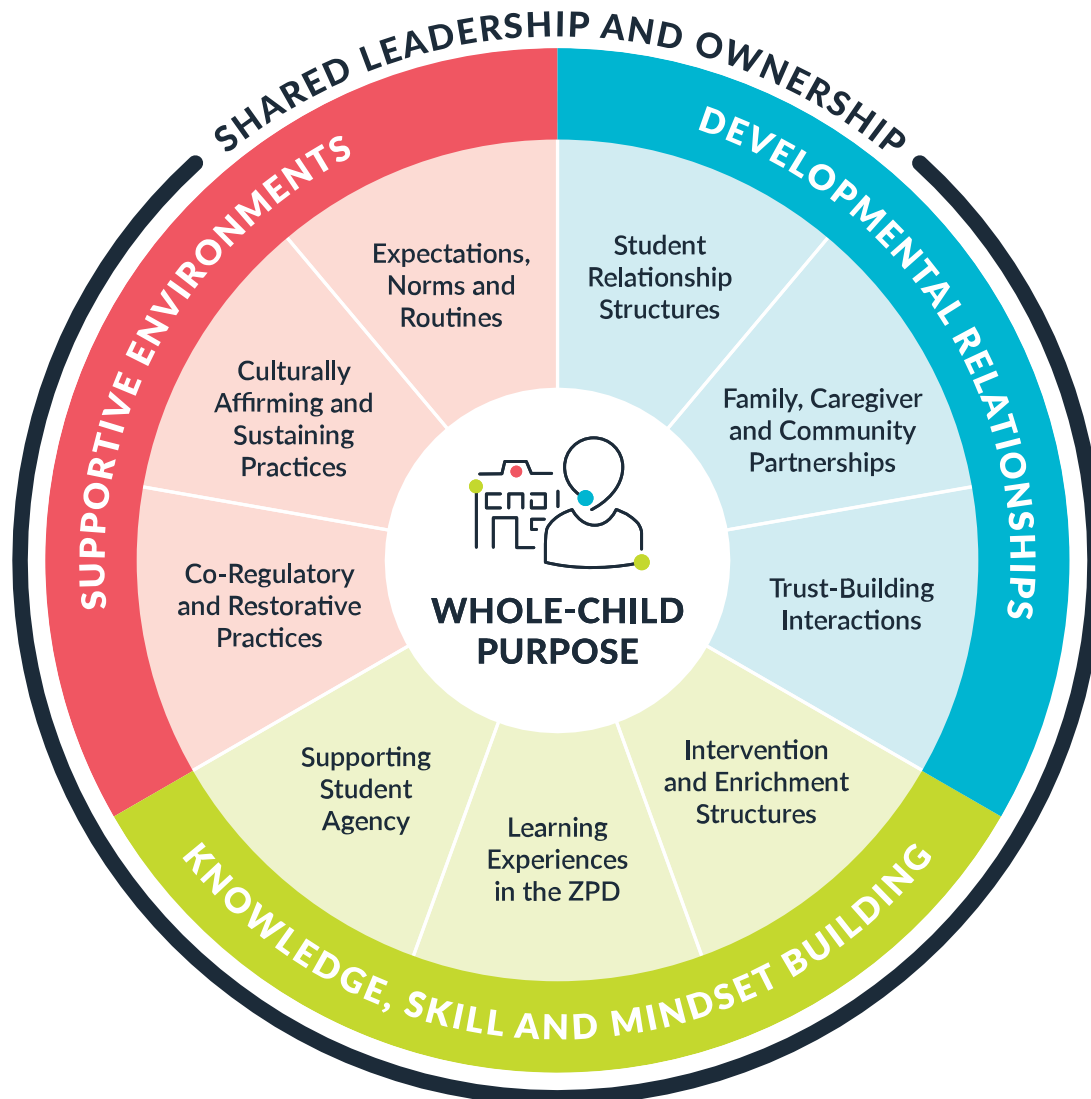 SHARED LEADERSHIP AND OWNERSHIP
SUPPORTIVE ENVIRONMENTS
DEVELOPMENTAL RELATIONSHIPS
KNOWLEDGE, SKILL AND MINDSET BUILDING
Expectations,
Norms and
Routines
Culturally
Affirming and
Sustaining
Practices
Co-Regulatory
and Restorative
Practices
Student
Relationship
Structures
Family, Caregiver
and Community
Partnerships
Trust-Building
Interactions
Intervention
and Enrichment
Structures
Learning
Experiences
in the ZPD
Supporting
Student
Agency
WHOLE-CHILD
PURPOSE